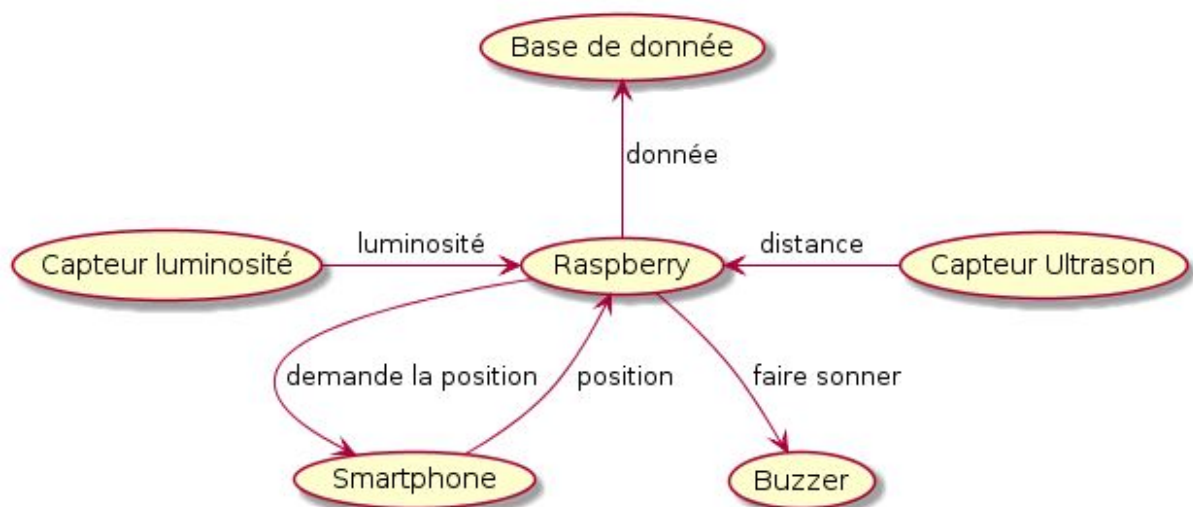 Base de donnée
donnée
luminosité
distance
Capteur luminosité
Raspberry
Capteur Ultrason
demande la position
position
faire sonner
Smartphone
Buzzer